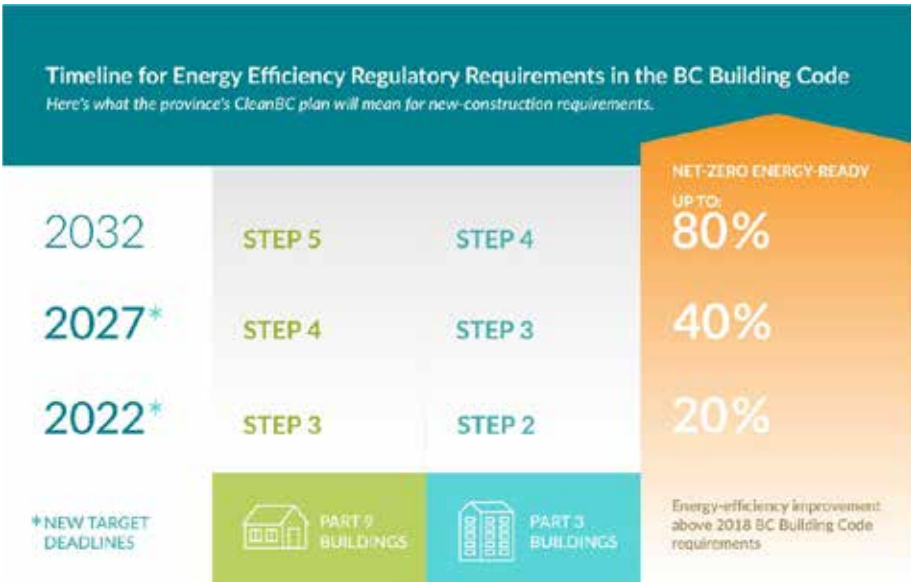 Timeline for Energy Efficiency Regulatory Requirements in the BC Building Code
Here's what the province's CleanBC plan will mean for new-construction requirements.
NET-ZERO ENERGY-READY
UP TO:
2032 STEP 5 STEP 4 80%
2027* STEP 4 STEP 3 40%
2022* STEP 3 STEP 2 20%
*NEW TARGET
DEADLINES
PART 9
BUILDINGS
PART 3
BUILDINGS
Energy-efficiency improvement
above 2018 BC Building Code
requirements